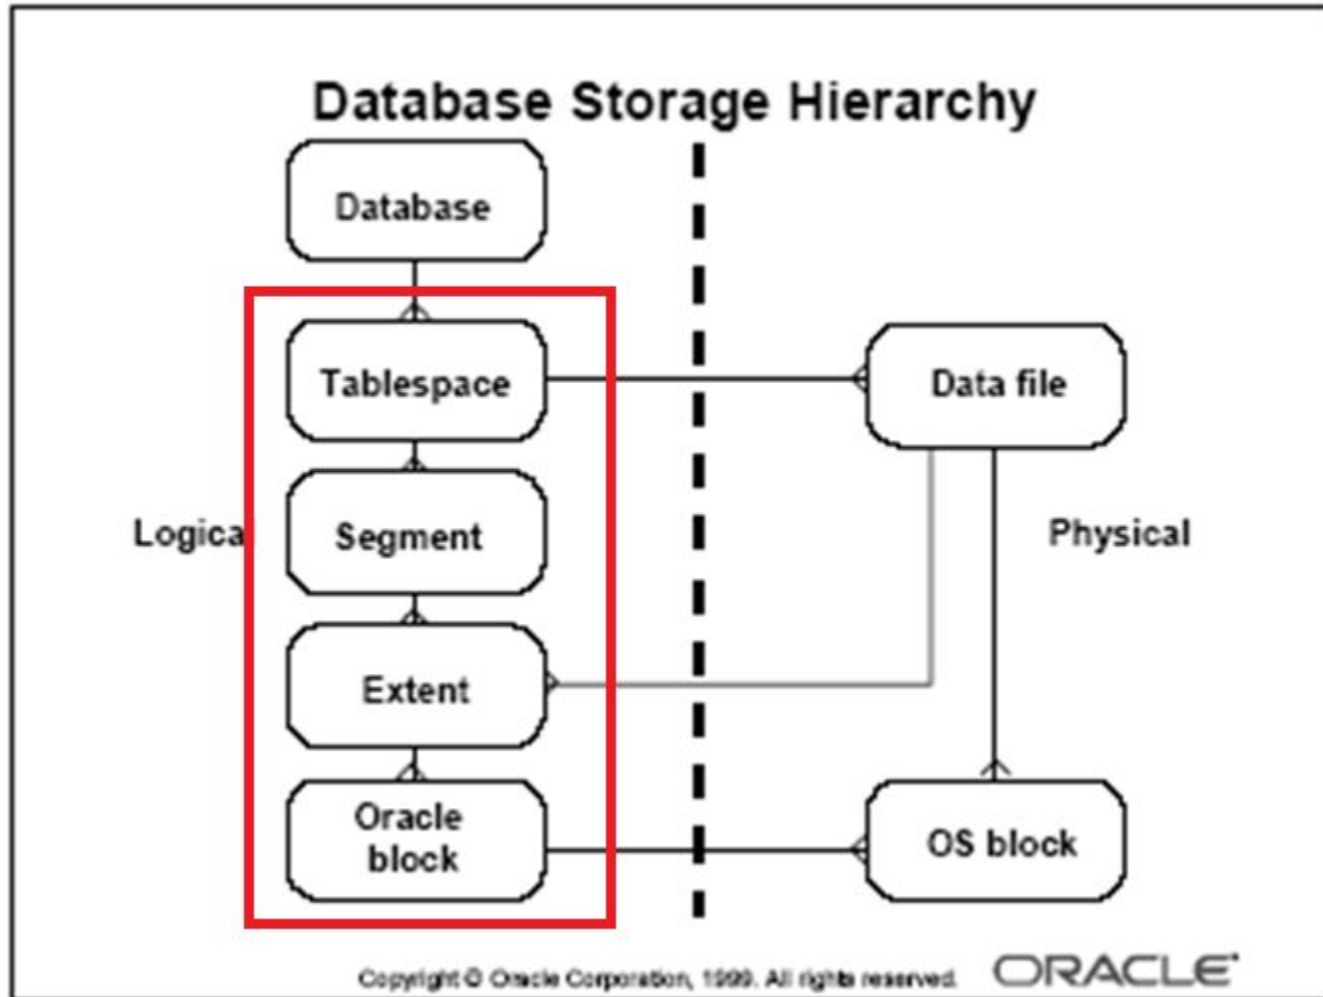 Database Storage Hierarchy
Database
Tablespace
Data file
Logica
Segment
Physical
Extent
Oracle
block
OS block
Copyright © Oracle Corporation, 1999. All rights reserved.
ORACLE